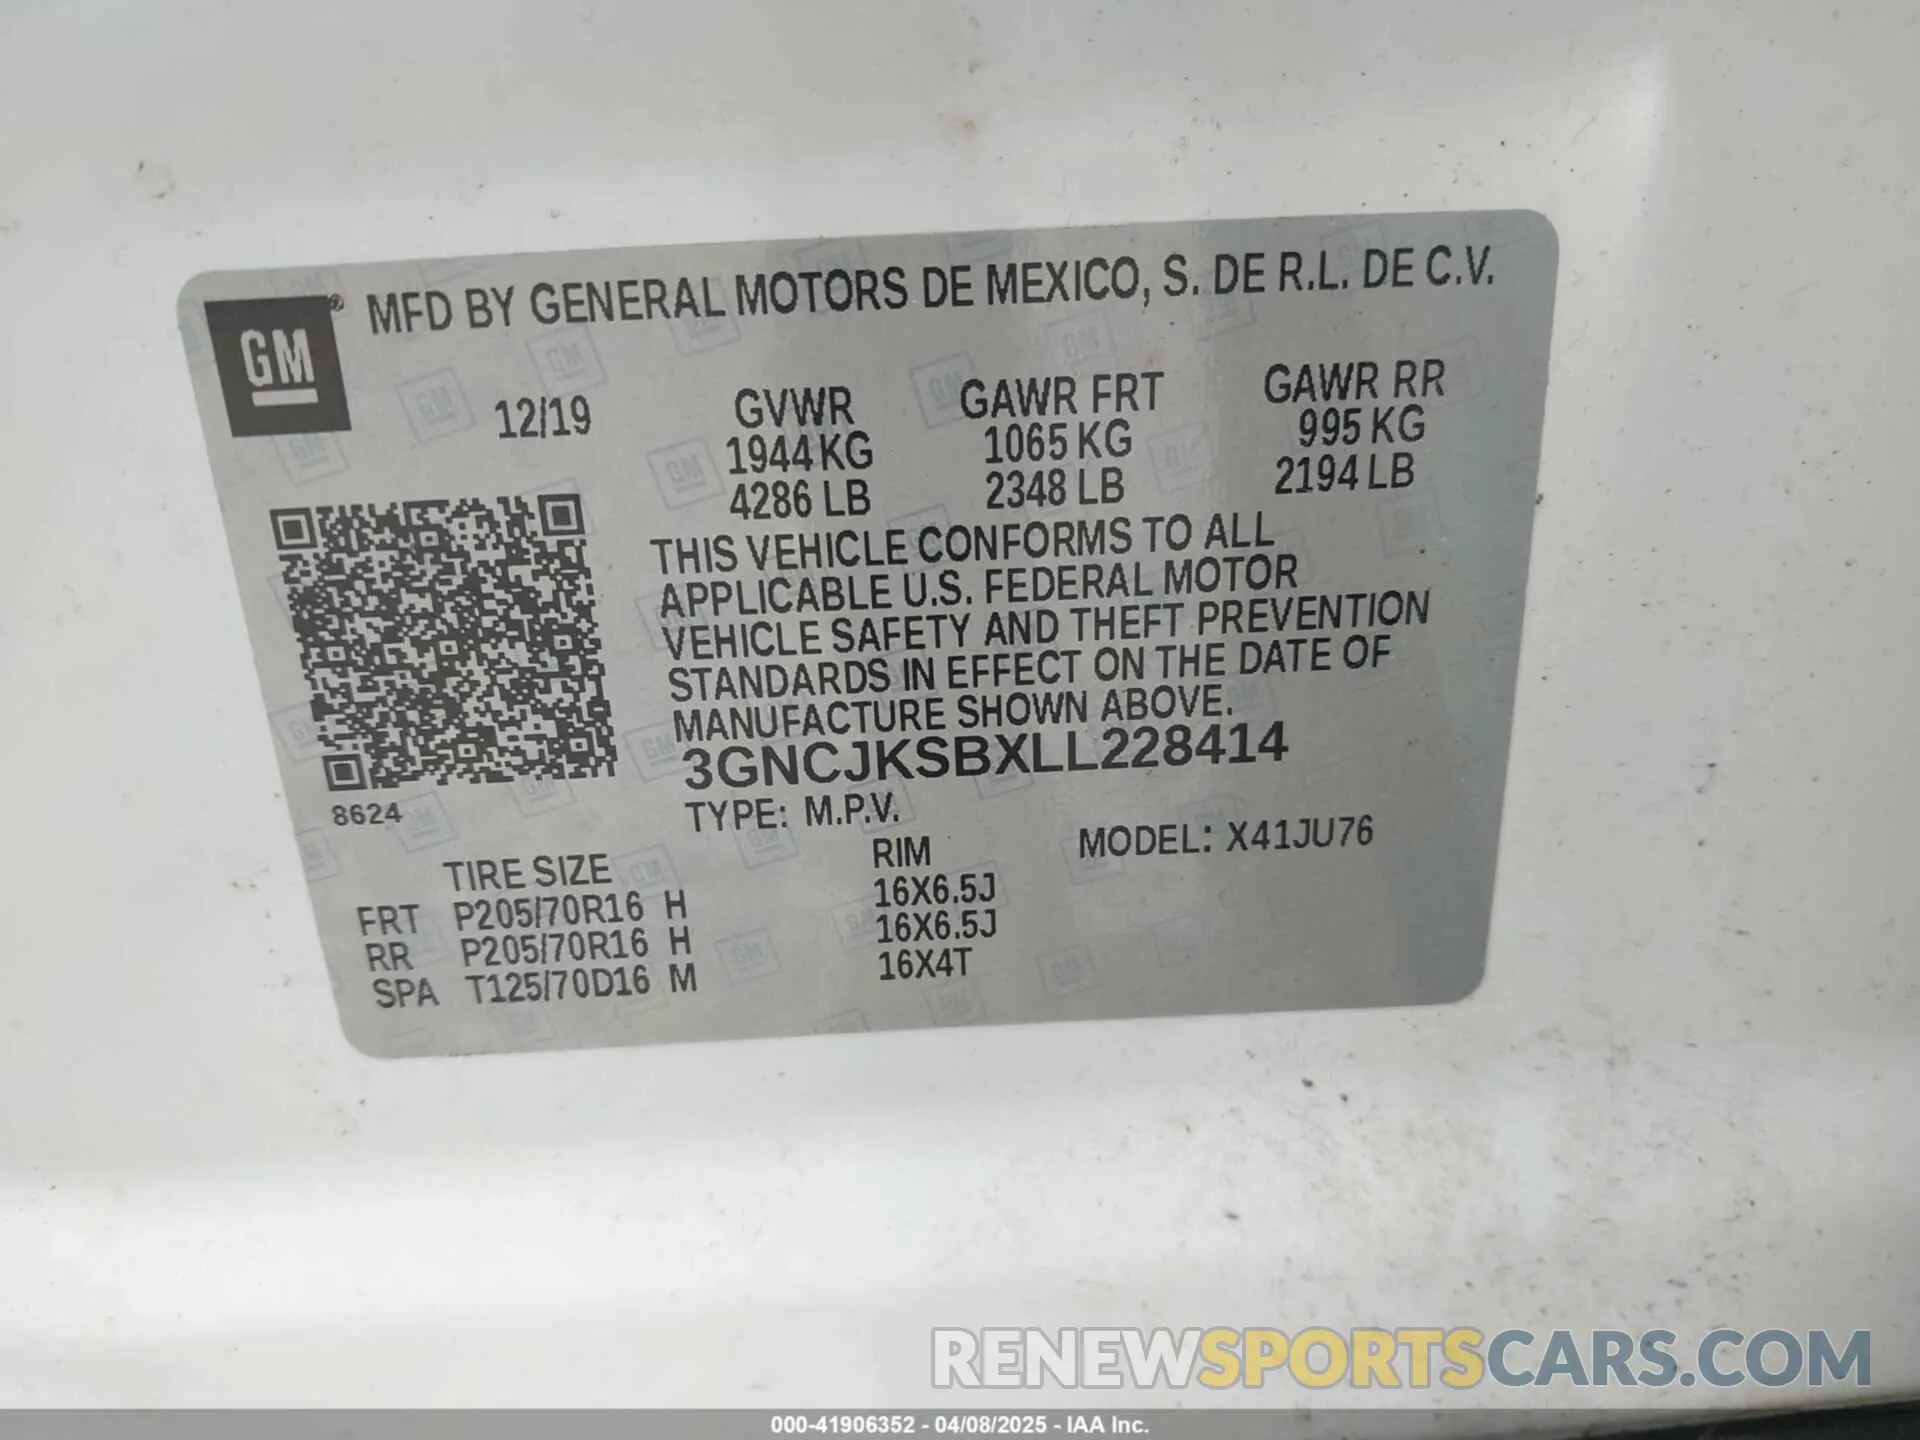 GM® MFD BY GENERAL MOTORS DE MEXICO, S. DE R.L. DE C.V.
12/19 GVWR GAWR FRT GAWR RR
1944 KG 1065 KG 995 KG
4286 LB 2348 LB 2194 LB
THIS VEHICLE CONFORMS TO ALL
APPLICABLE U.S. FEDERAL MOTOR
VEHICLE SAFETY AND THEFT PREVENTION
STANDARDS IN EFFECT ON THE DATE OF
MANUFACTURE SHOWN ABOVE.
3GNCJKSBXLL228414
8624 TYPE: M.P.V. MODEL: X41JU76
TIRE SIZE RIM
FRT P205/70R16 H 16X6.5J
RR P205/70R16 H 16X6.5J
SPA T125/70D16 M 16X4T
RENEWSPORTSCARS.COM
000-41906352 - 04/08/2025 - IAA Inc.